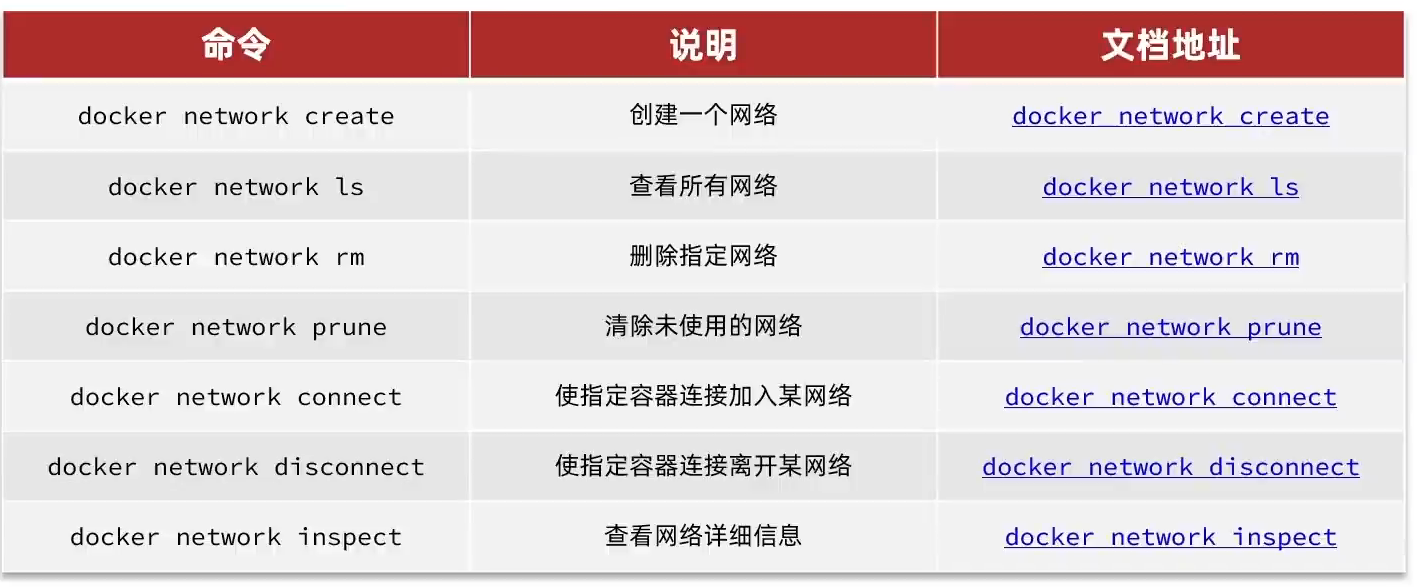 命令 说明 文档地址
docker network create 创建一个网络 docker network create
docker network ls 查看所有网络 docker network ls
docker network rm 删除指定网络 docker network rm
docker network prune 清除未使用的网络 docker network prune
docker network connect 使指定容器连接加入某网络 docker network connect
docker network disconnect 使指定容器连接离开某网络 docker network disconnect
docker network inspect 查看网络详细信息 docker network inspect